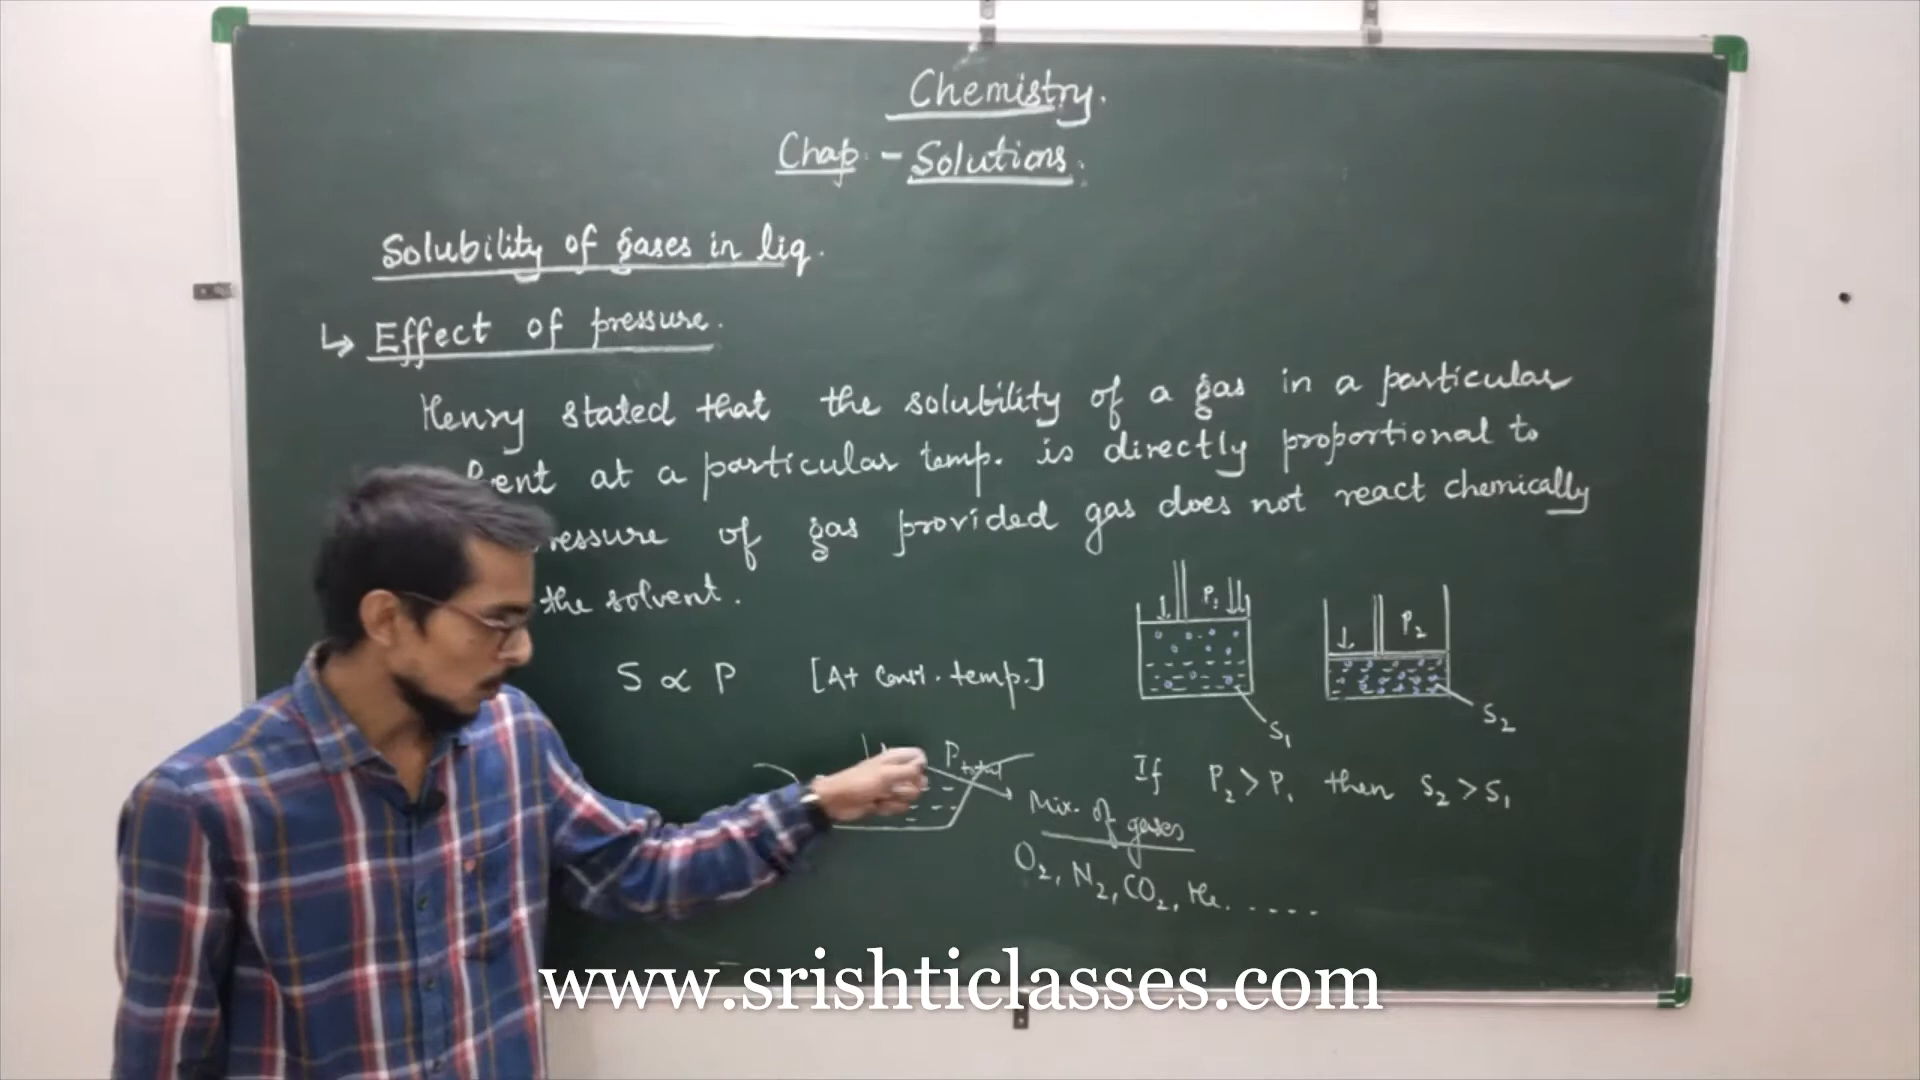 Chemistry.
Chap. - Solutions.
Solubility of gases in liq.
↳ Effect of pressure.
Henry stated that the solubility of a gas in a particular
at a particular temp. is directly proportional to
of gas provided gas does not react chemically
the solvent.
S ∝ P [At const. temp.]
P₁
S₁
P₂
S₂
If P₂ > P₁ then S₂ > S₁
P total
Mix. of gases
O₂, N₂, CO₂, He.....
www.srishticlasses.com